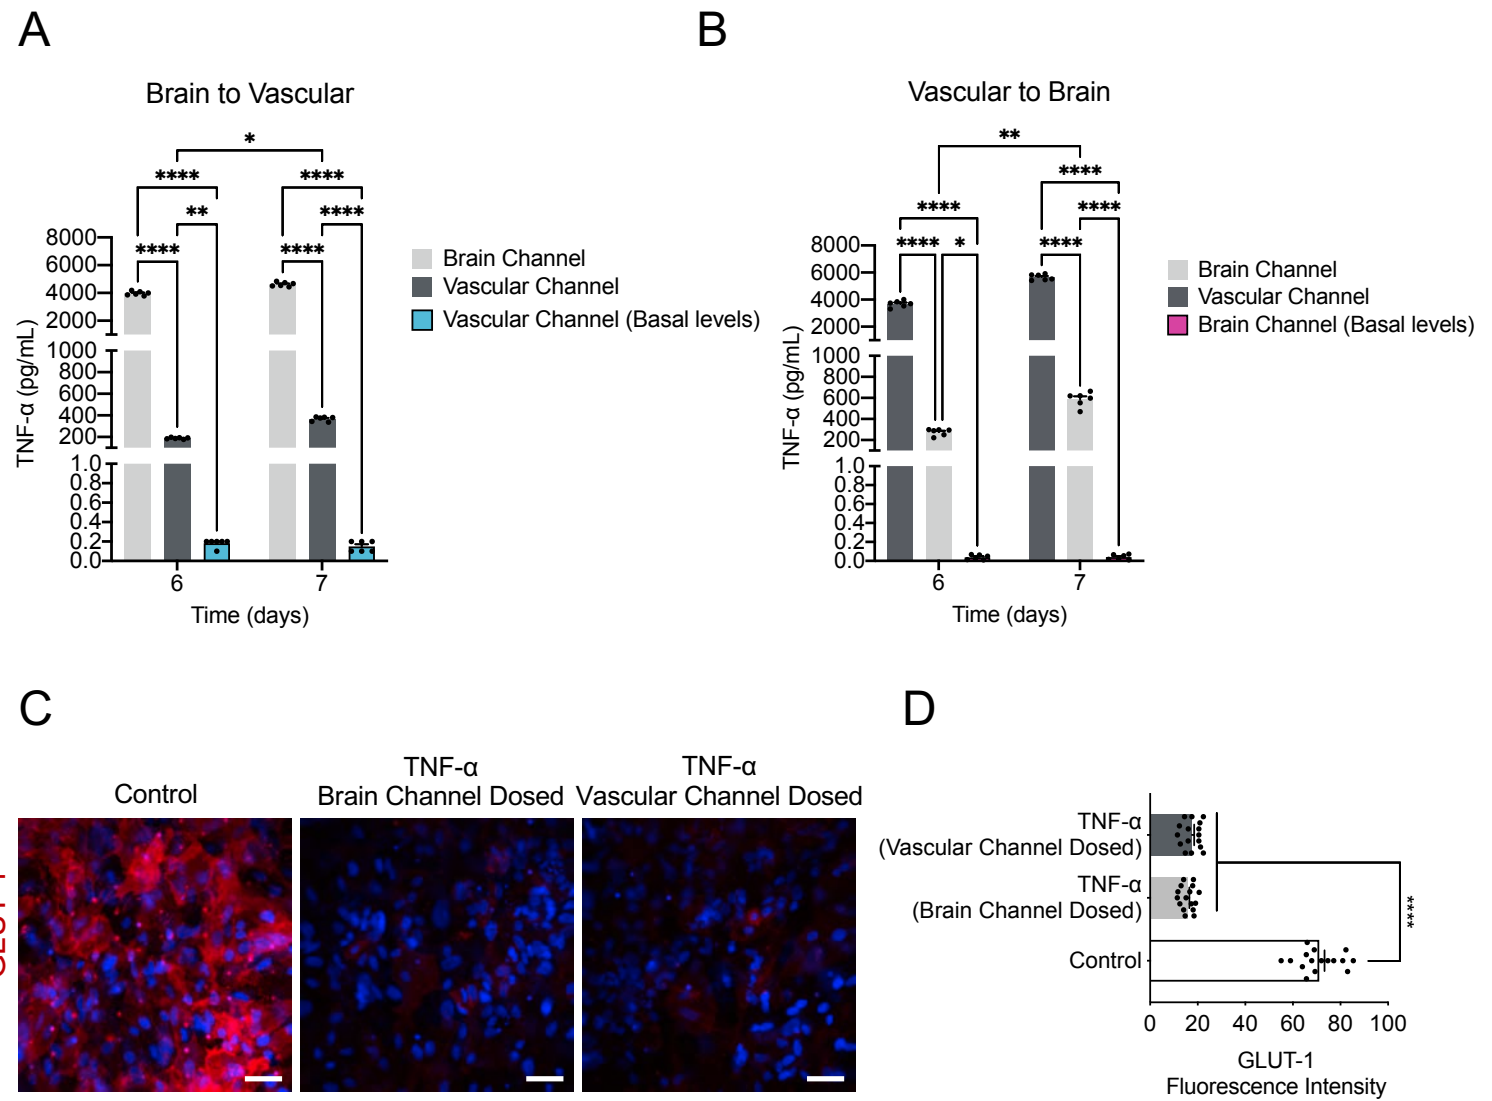 A
Brain to Vascular
*
**** ****
** ****
**** ****
8000
6000
4000
2000
1000
800
600
400
200
1.0
0.8
0.6
0.4
0.2
0.0
TNF-α (pg/mL)
6 7
Time (days)
Brain Channel
Vascular Channel
Vascular Channel (Basal levels)
B
Vascular to Brain
**
****
**** ****
**** * ****
8000
6000
4000
2000
1000
800
600
400
200
1.0
0.8
0.6
0.4
0.2
0.0
TNF-α (pg/mL)
6 7
Time (days)
Brain Channel
Vascular Channel
Brain Channel (Basal levels)
C
Control
TNF-α
Brain Channel Dosed
TNF-α
Vascular Channel Dosed
D
TNF-α
(Vascular Channel Dosed)
TNF-α
(Brain Channel Dosed)
Control
****
0 20 40 60 80 100
GLUT-1
Fluorescence Intensity